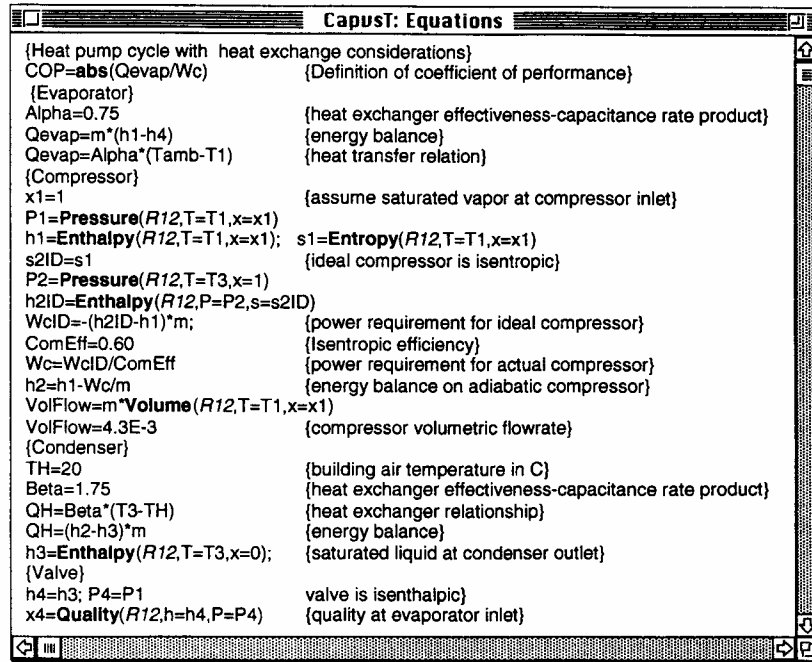 CapusT: Equations
{Heat pump cycle with heat exchange considerations}
COP=abs(Qevap/Wc) {Definition of coefficient of performance}
{Evaporator}
Alpha=0.75 {heat exchanger effectiveness-capacitance rate product}
Qevap=m*(h1-h4) {energy balance}
Qevap=Alpha*(Tamb-T1) {heat transfer relation}
{Compressor}
x1=1 {assume saturated vapor at compressor inlet}
P1=Pressure(R12,T=T1,x=x1)
h1=Enthalpy(R12,T=T1,x=x1); s1=Entropy(R12,T=T1,x=x1)
s2ID=s1 {ideal compressor is isentropic}
P2=Pressure(R12,T=T3,x=1)
h2ID=Enthalpy(R12,P=P2,s=s2ID)
WcID=-(h2ID-h1)*m; {power requirement for ideal compressor}
ComEff=0.60 {Isentropic efficiency}
Wc=WcID/ComEff {power requirement for actual compressor}
h2=h1-Wc/m {energy balance on adiabatic compressor}
VolFlow=m*Volume(R12,T=T1,x=x1)
VolFlow=4.3E-3 {compressor volumetric flowrate}
{Condenser}
TH=20 {building air temperature in C}
Beta=1.75 {heat exchanger effectiveness-capacitance rate product}
QH=Beta*(T3-TH) {heat exchanger relationship}
QH=(h2-h3)*m {energy balance}
h3=Enthalpy(R12,T=T3,x=0); {saturated liquid at condenser outlet}
{Valve}
h4=h3; P4=P1 valve is isenthalpic}
x4=Quality(R12,h=h4,P=P4) {quality at evaporator inlet}